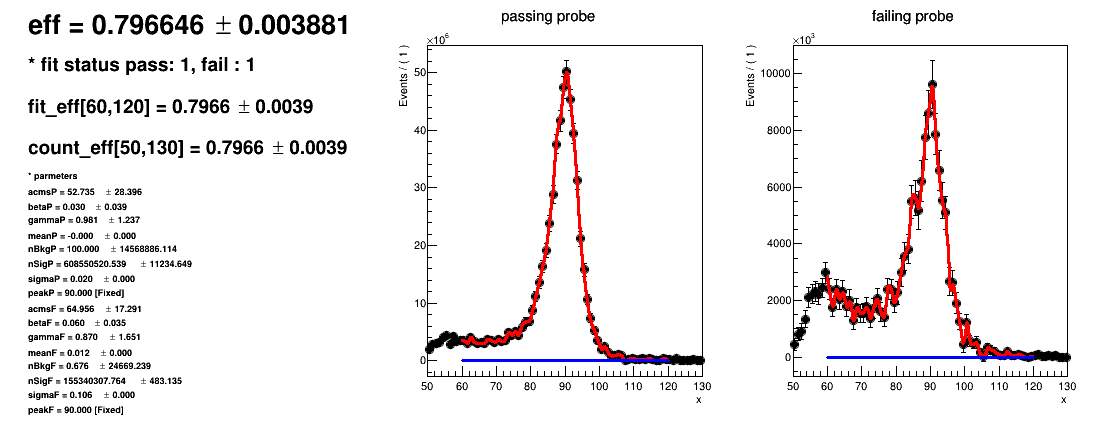 eff = 0.796646 ± 0.003881
* fit status pass: 1, fail : 1
fit_eff[60,120] = 0.7966 ± 0.0039
count_eff[50,130] = 0.7966 ± 0.0039
* parmeters
acmsP = 52.735 ± 28.396
betaP = 0.030 ± 0.039
gammaP = 0.981 ± 1.237
meanP = -0.000 ± 0.000
nBkgP = 100.000 ± 14568886.114
nSigP = 608550520.539 ± 11234.649
sigmaP = 0.020 ± 0.000
peakP = 90.000 [Fixed]
acmsF = 64.956 ± 17.291
betaF = 0.060 ± 0.035
gammaF = 0.870 ± 1.651
meanF = 0.012 ± 0.000
nBkgF = 0.676 ± 24669.239
nSigF = 155340307.764 ± 483.135
sigmaF = 0.106 ± 0.000
peakF = 90.000 [Fixed]
passing probe
×10⁶
Events / ( 1 )
50
40
30
20
10
0
50 60 70 80 90 100 110 120 130
x
failing probe
×10³
Events / ( 1 )
10000
8000
6000
4000
2000
0
50 60 70 80 90 100 110 120 130
x